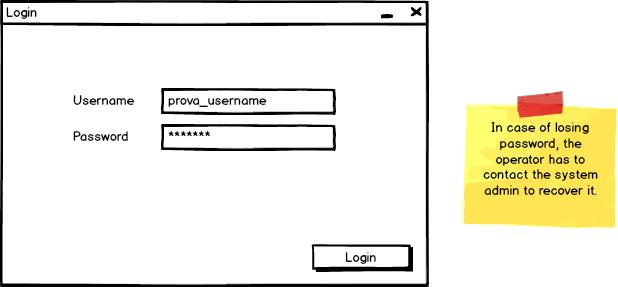 Login
Username
prova_username
Password
*******
Login
In case of losing
password, the
operator has to
contact the system
admin to recover it.